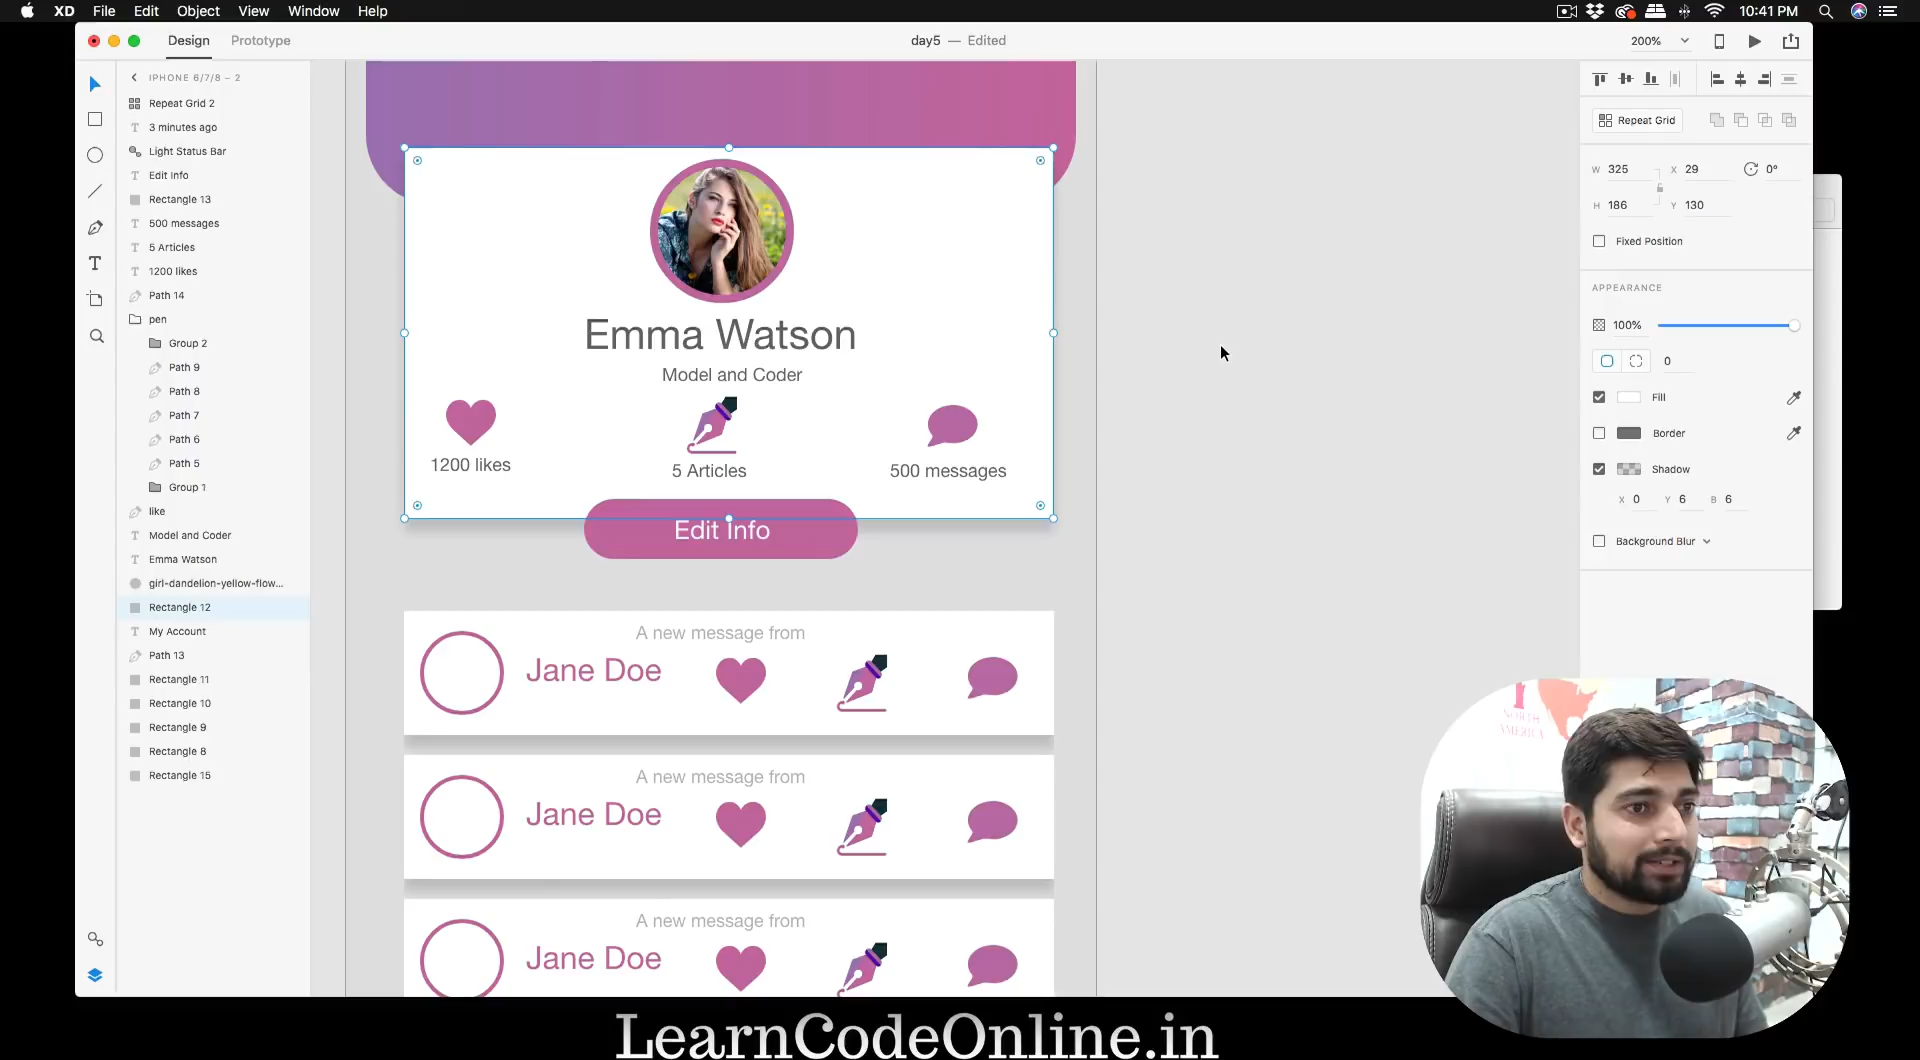 XD File Edit Object View Window Help
10:41 PM
Design Prototype
day5 — Edited
200%
IPHONE 6/7/8 – 2
Repeat Grid 2
3 minutes ago
Light Status Bar
Edit Info
Rectangle 13
500 messages
5 Articles
1200 likes
Path 14
pen
Group 2
Path 9
Path 8
Path 7
Path 6
Path 5
Group 1
like
Model and Coder
Emma Watson
girl-dandelion-yellow-flow...
Rectangle 12
My Account
Path 13
Rectangle 11
Rectangle 10
Rectangle 9
Rectangle 8
Rectangle 15
Emma Watson
Model and Coder
1200 likes
5 Articles
500 messages
Edit Info
A new message from
Jane Doe
A new message from
Jane Doe
A new message from
Jane Doe
Repeat Grid
W 325 X 29 0°
H 186 Y 130
Fixed Position
APPEARANCE
100%
0
Fill
Border
Shadow
X 0 Y 6 B 6
Background Blur
NORTH
AMERICA
LearnCodeOnline.in